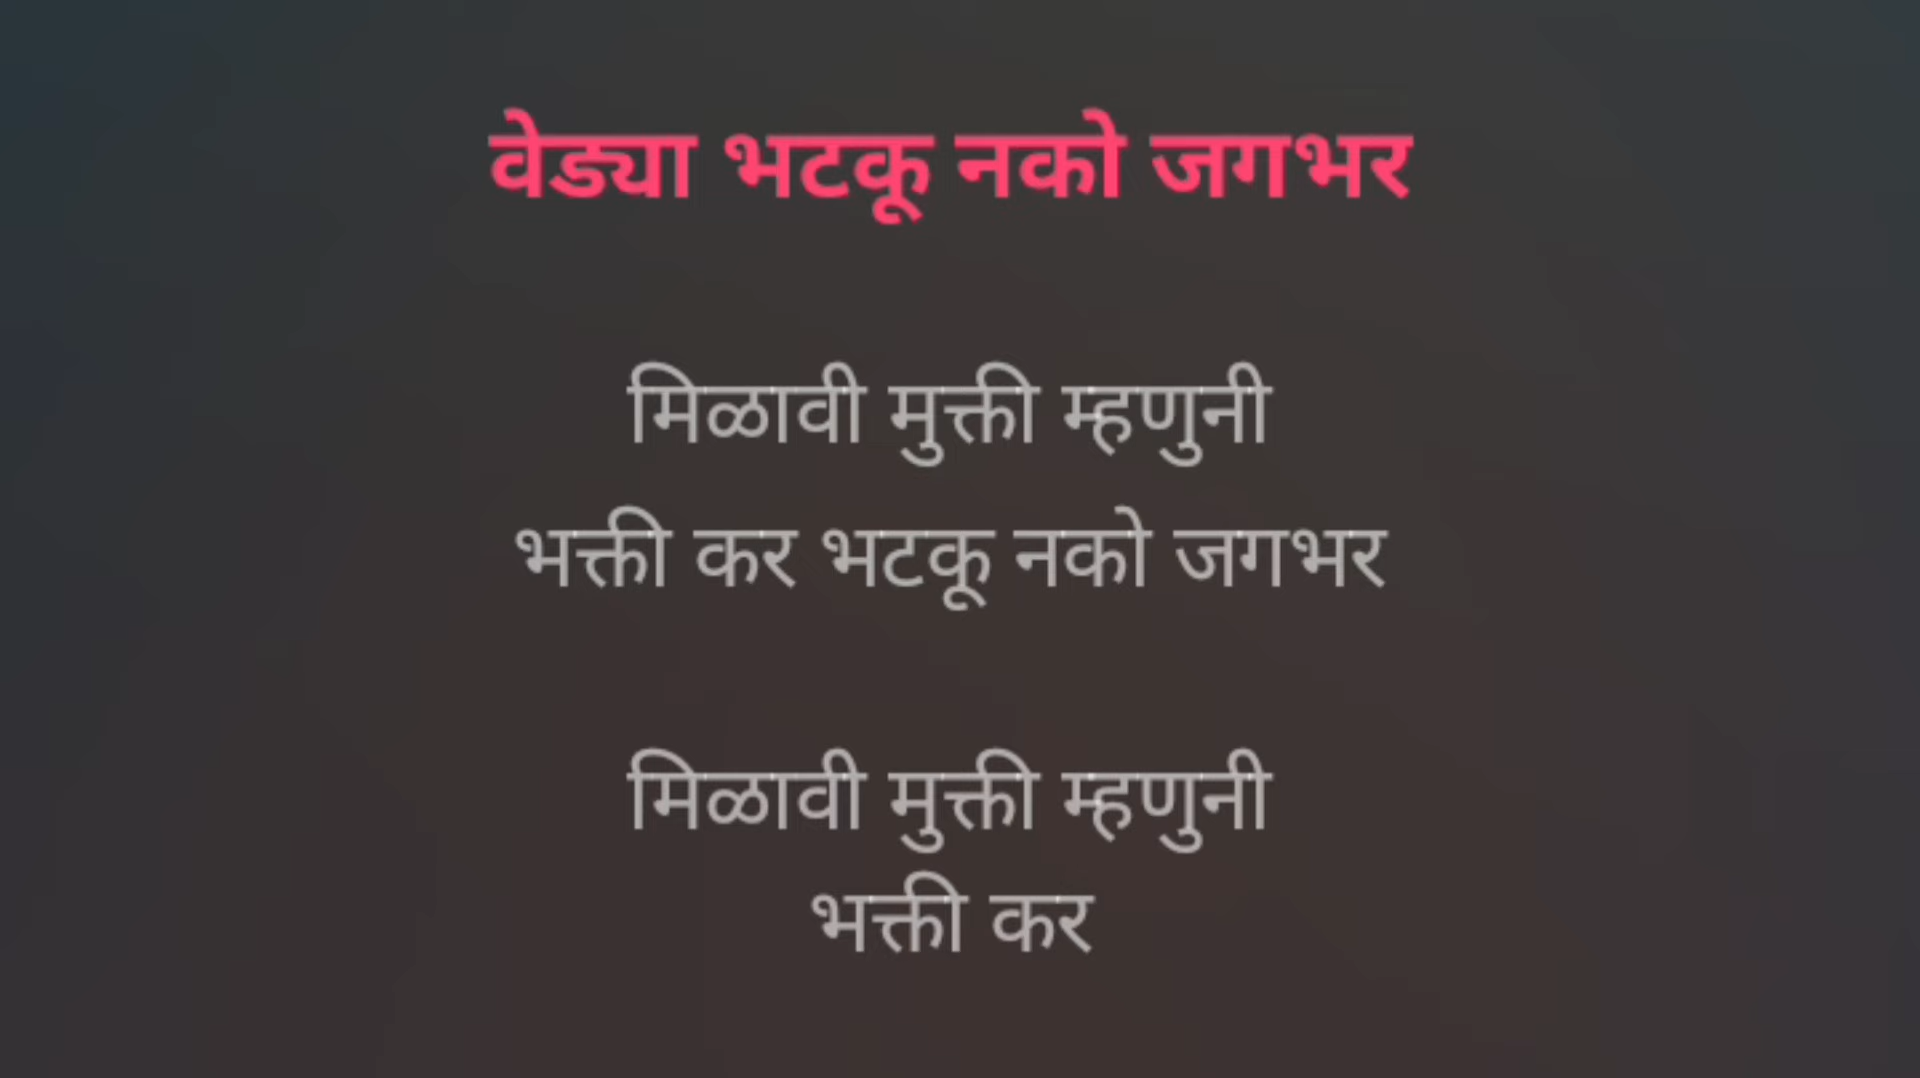 वेड्या भटकू नको जगभर
मिळावी मुक्ती म्हणुनी
भक्ती कर भटकू नको जगभर
मिळावी मुक्ती म्हणुनी
भक्ती कर